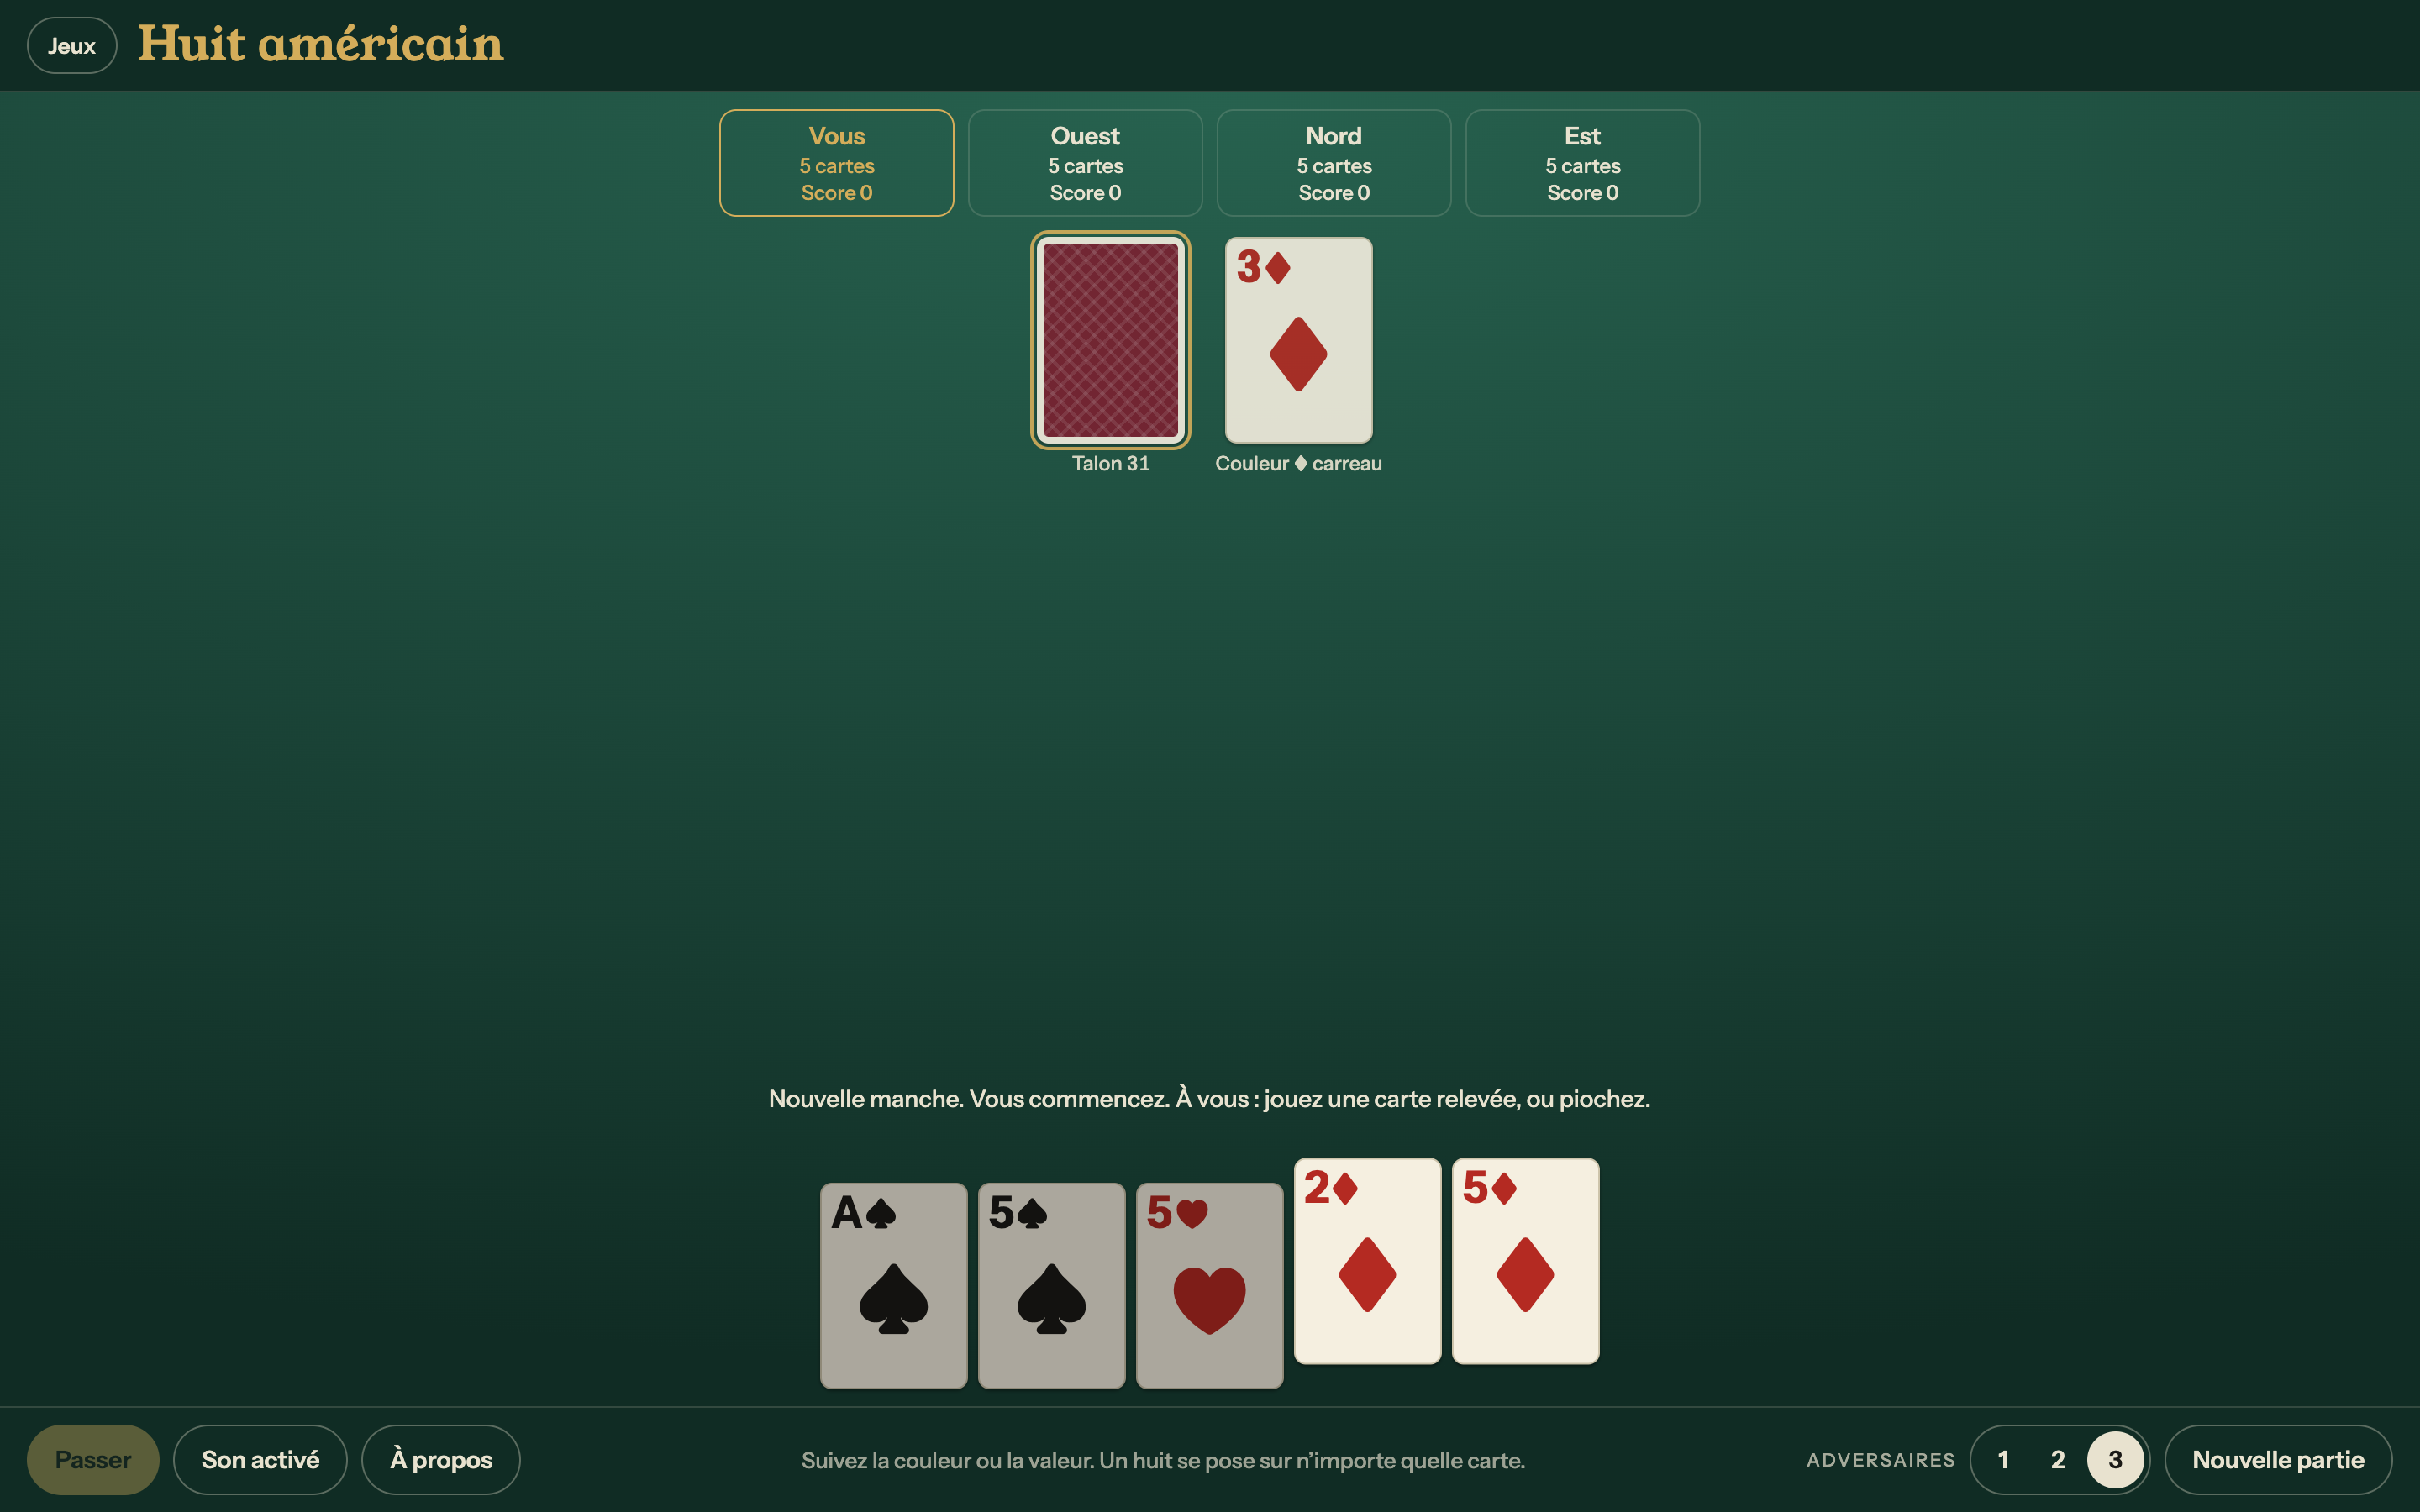 Jeux
Huit américain
Vous
5 cartes
Score 0
Ouest
5 cartes
Score 0
Nord
5 cartes
Score 0
Est
5 cartes
Score 0
3♦
Talon 31
Couleur ♦ carreau
Nouvelle manche. Vous commencez. À vous : jouez une carte relevée, ou piochez.
A♠
5♠
5♥
2♦
5♦
Passer
Son activé
À propos
Suivez la couleur ou la valeur. Un huit se pose sur n’importe quelle carte.
ADVERSAIRES
1 2 3
Nouvelle partie